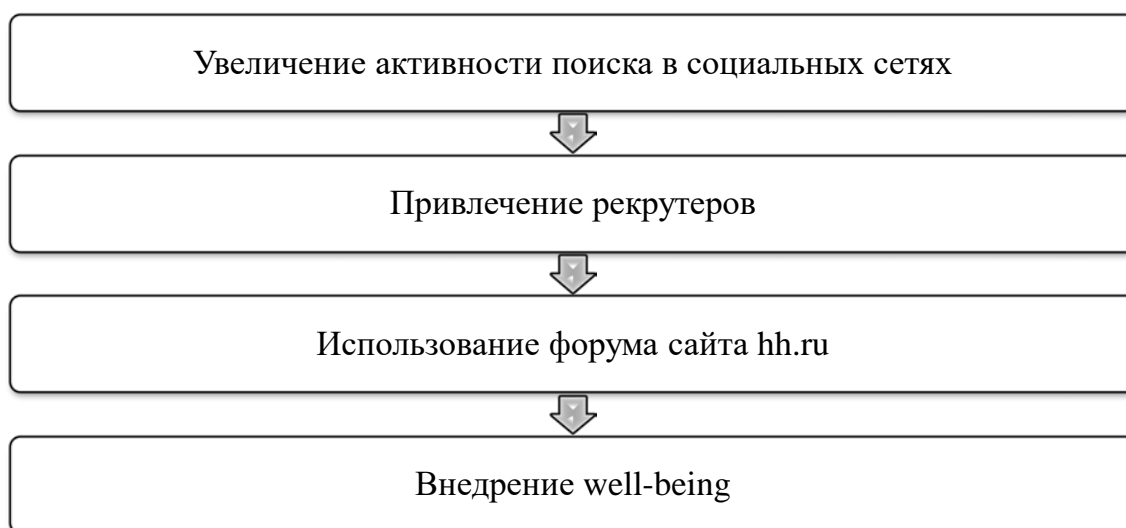 Увеличение активности поиска в социальных сетях
Привлечение рекрутеров
Использование форума сайта hh.ru
Внедрение well-being